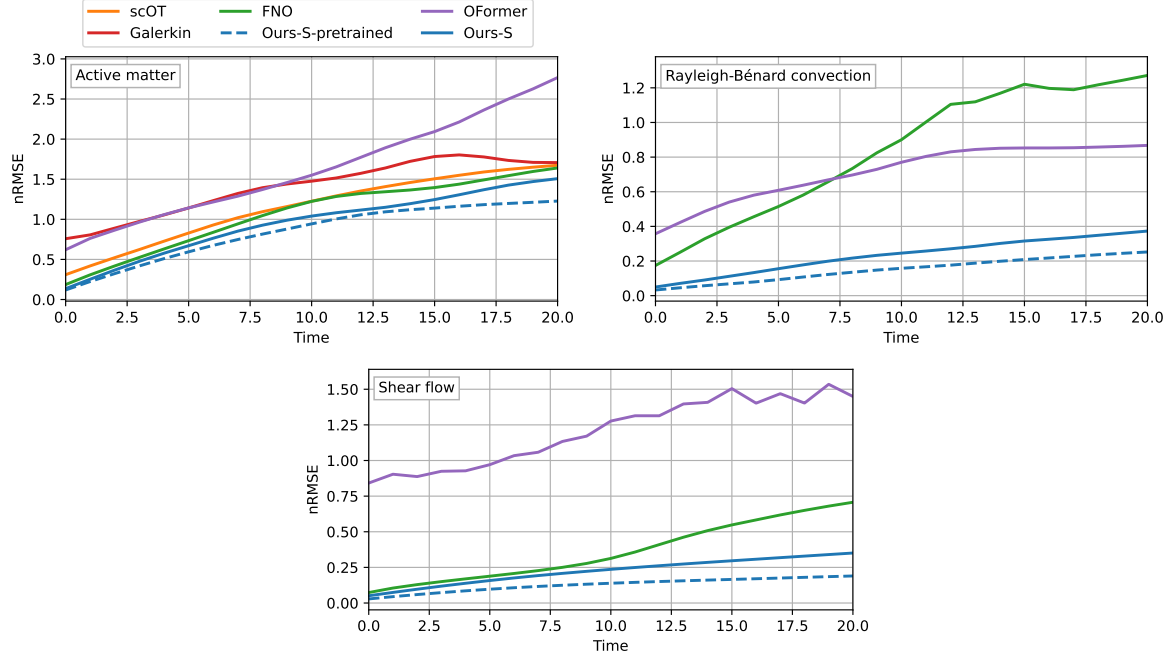 scOT FNO OFormer
Galerkin Ours-S-pretrained Ours-S
Active matter
nRMSE
3.0
2.5
2.0
1.5
1.0
0.5
0.0
0.0 2.5 5.0 7.5 10.0 12.5 15.0 17.5 20.0
Time
Rayleigh-Bénard convection
nRMSE
1.2
1.0
0.8
0.6
0.4
0.2
0.0
0.0 2.5 5.0 7.5 10.0 12.5 15.0 17.5 20.0
Time
Shear flow
nRMSE
1.50
1.25
1.00
0.75
0.50
0.25
0.00
0.0 2.5 5.0 7.5 10.0 12.5 15.0 17.5 20.0
Time